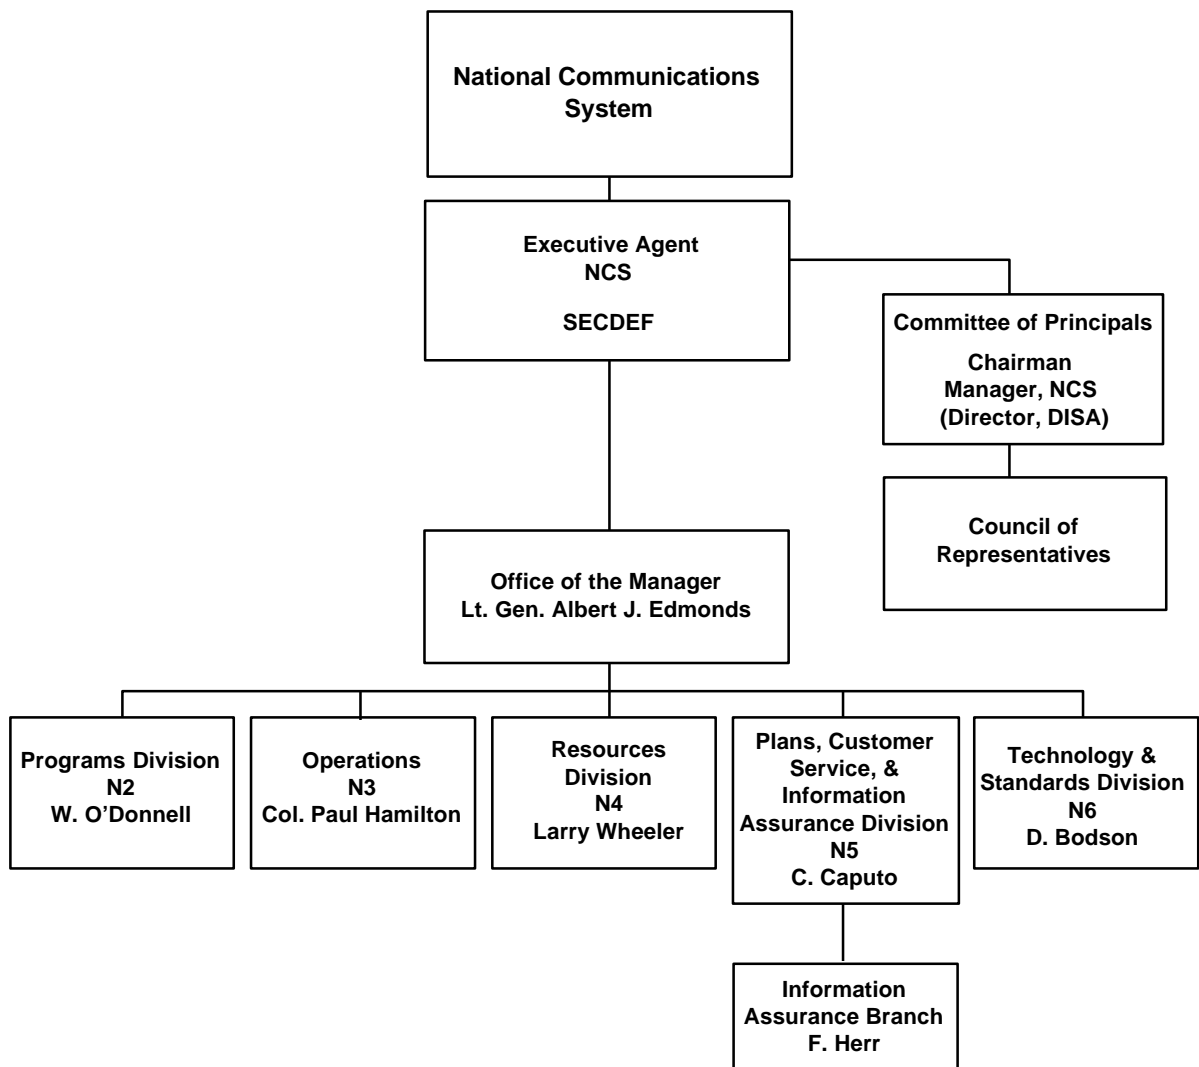 National Communications
System
Executive Agent
NCS
SECDEF
Committee of Principals
Chairman
Manager, NCS
(Director, DISA)
Council of
Representatives
Office of the Manager
Lt. Gen. Albert J. Edmonds
Programs Division
N2
W. O’Donnell
Operations
N3
Col. Paul Hamilton
Resources
Division
N4
Larry Wheeler
Plans, Customer
Service, &
Information
Assurance Division
N5
C. Caputo
Technology &
Standards Division
N6
D. Bodson
Information
Assurance Branch
F. Herr